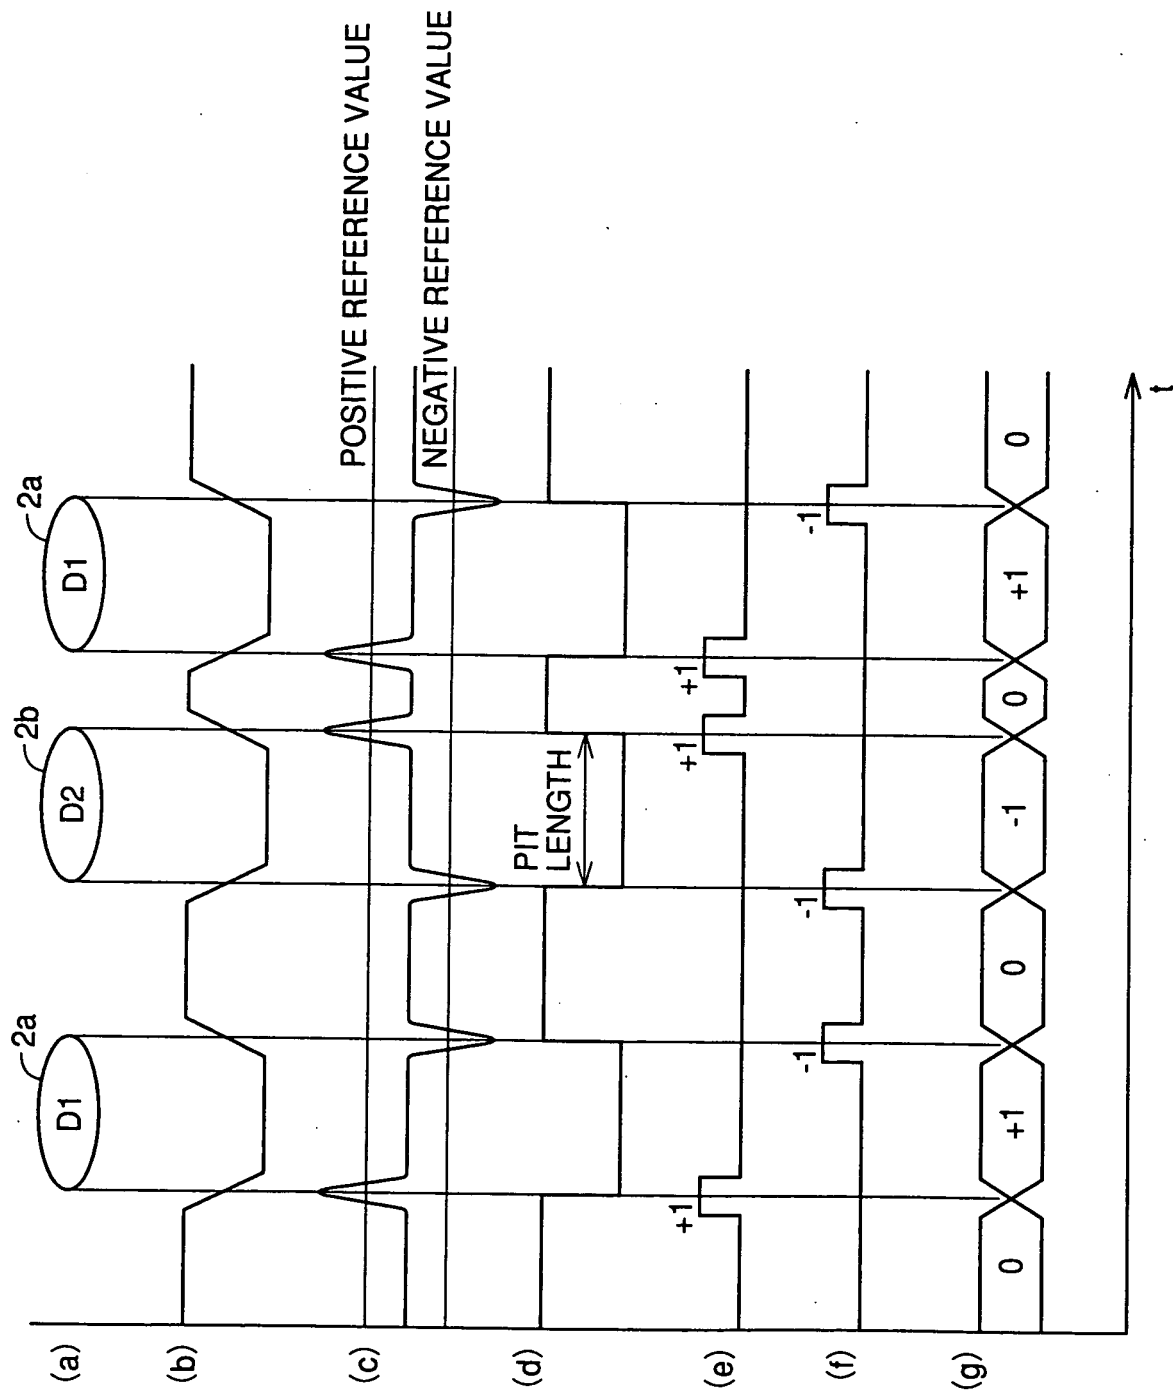 (a)
D1
2a
D2
2b
D1
2a
(b)
(c)
POSITIVE REFERENCE VALUE
NEGATIVE REFERENCE VALUE
(d)
PIT
LENGTH
(e)
+1
+1
+1
(f)
-1
-1
-1
(g)
0
+1
0
-1
0
+1
0
t